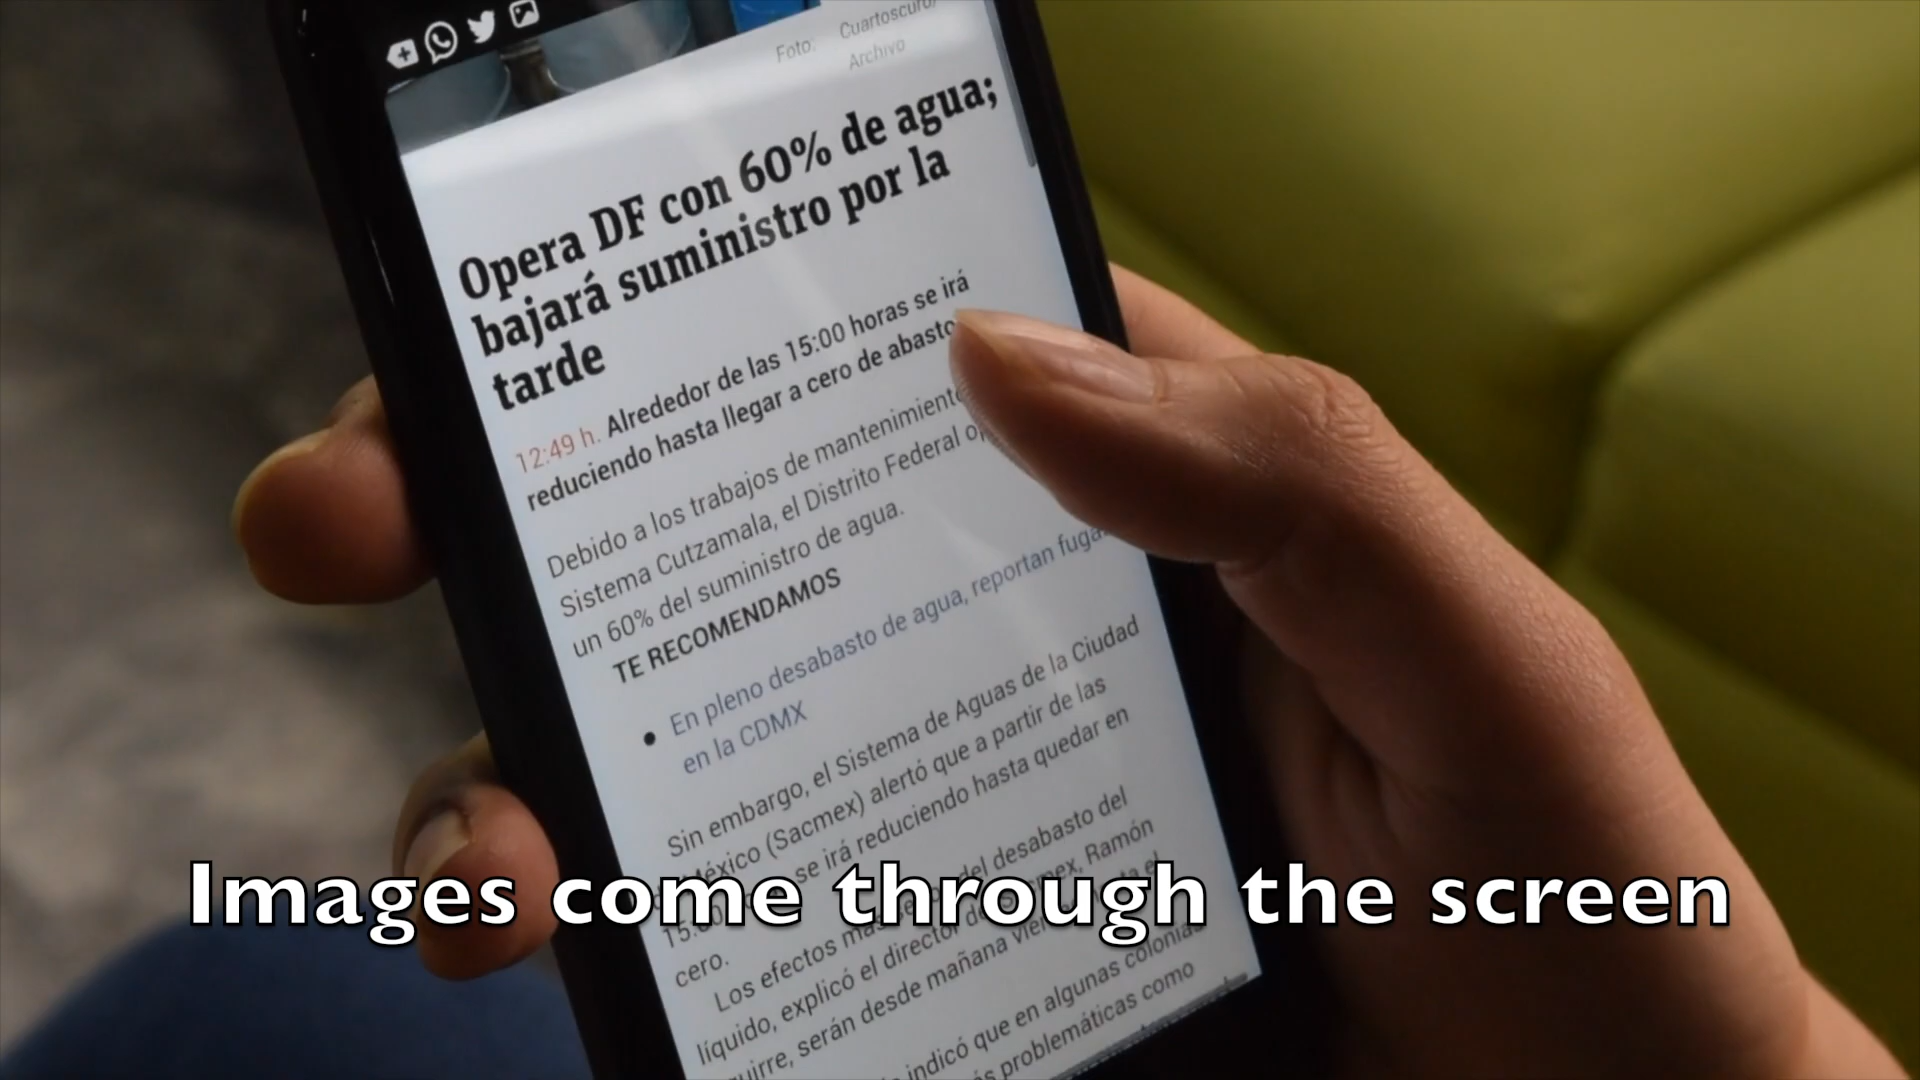 Foto: Cuartoscuro/
Archivo
Opera DF con 60% de agua;
bajará suministro por la
tarde
12:49 h. Alrededor de las 15:00 horas se irá
reduciendo hasta llegar a cero de abasto
Debido a los trabajos de mantenimiento
Sistema Cutzamala, el Distrito Federal
un 60% del suministro de agua.
TE RECOMENDAMOS
• En pleno desabasto de agua, reportan
en la CDMX
Sin embargo, el Sistema de Aguas de la Ciudad
México (Sacmex) alertó que a partir de las
se irá reduciendo hasta quedar en
cero.
Los efectos del desabasto del
líquido, explicó el director Ramón
serán desde mañana
indicó que en algunas colonias
problemáticas como
Images come through the screen